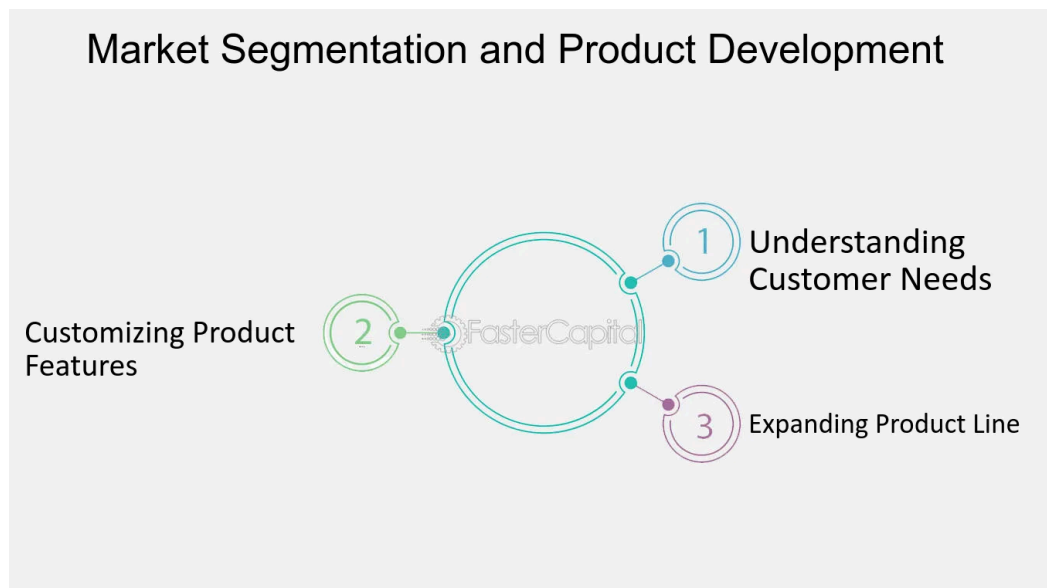 Market Segmentation and Product Development
1
Understanding
Customer Needs
2
Customizing Product
Features
FasterCapital
3
Expanding Product Line